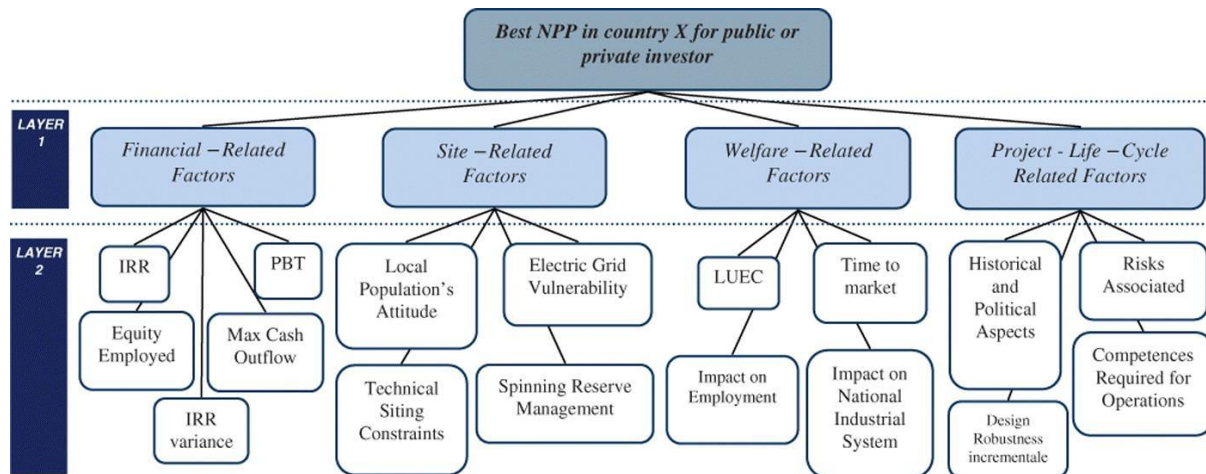 Best NPP in country X for public or
private investor
LAYER
1
Financial –Related
Factors
Site –Related
Factors
Welfare –Related
Factors
Project - Life –Cycle
Related Factors
LAYER
2
IRR
PBT
Equity
Employed
Max Cash
Outflow
IRR
variance
Local
Population's
Attitude
Electric Grid
Vulnerability
Technical
Siting
Constraints
Spinning Reserve
Management
LUEC
Time to
market
Impact on
Employment
Impact on
National
Industrial
System
Historical
and
Political
Aspects
Risks
Associated
Design
Robustness
incrementale
Competences
Required for
Operations